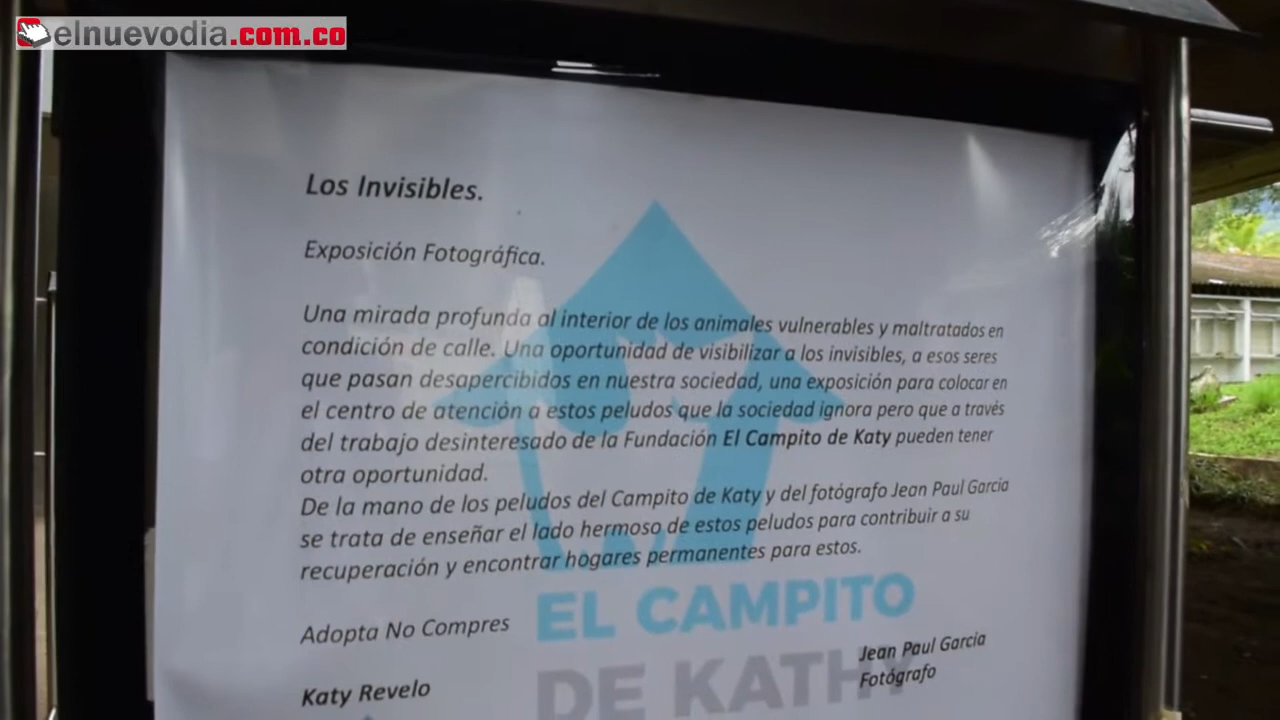 elnuevodia.com.co
Los Invisibles.
Exposición Fotográfica.
Una mirada profunda al interior de los animales vulnerables y maltratados en
condición de calle. Una oportunidad de visibilizar a los invisibles, a esos seres
que pasan desapercibidos en nuestra sociedad, una exposición para colocar en
el centro de atención a estos peludos que la sociedad ignora pero que a través
del trabajo desinteresado de la Fundación El Campito de Katy pueden tener
otra oportunidad.
De la mano de los peludos del Campito de Katy y del fotógrafo Jean Paul Garcia
se trata de enseñar el lado hermoso de estos peludos para contribuir a su
recuperación y encontrar hogares permanentes para estos.
EL CAMPITO
DE KATHY
Adopta No Compres
Katy Revelo
Jean Paul Garcia
Fotógrafo